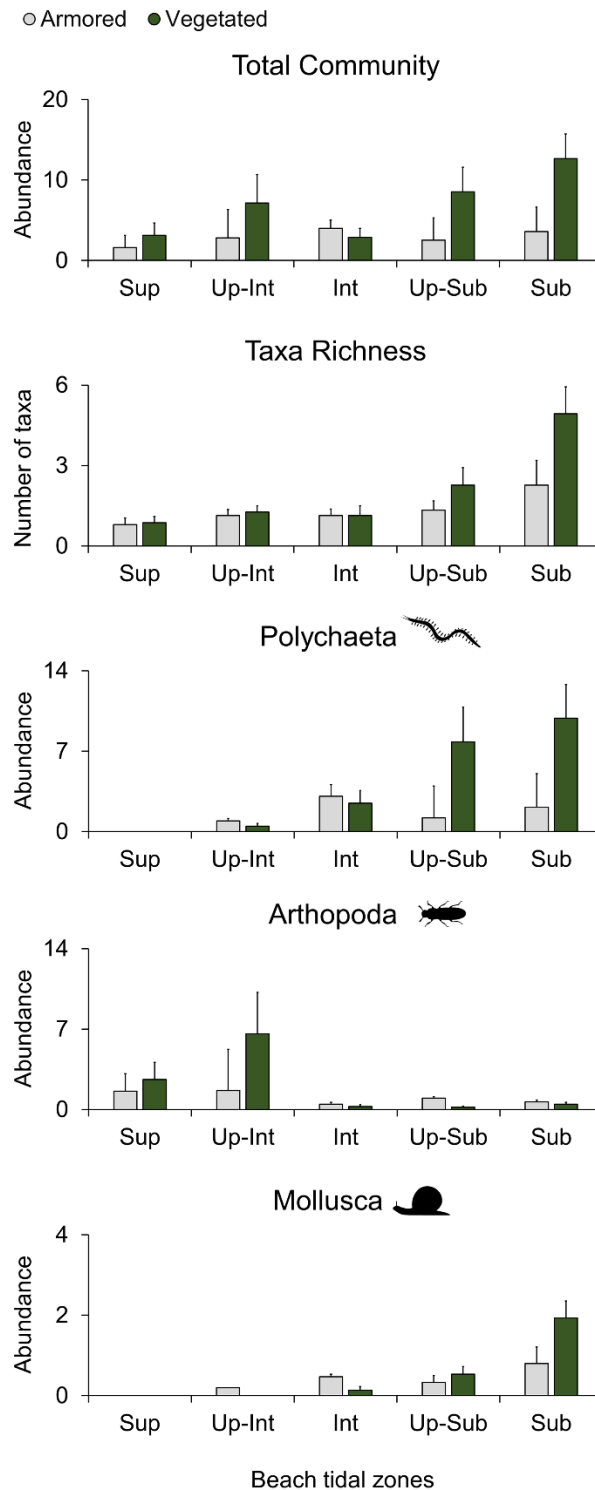 Armored Vegetated
Total Community
Abundance
20
10
0
Sup Up-Int Int Up-Sub Sub
Taxa Richness
Number of taxa
6
3
0
Sup Up-Int Int Up-Sub Sub
Polychaeta
Abundance
14
7
0
Sup Up-Int Int Up-Sub Sub
Arthopoda
Abundance
14
7
0
Sup Up-Int Int Up-Sub Sub
Mollusca
Abundance
4
2
0
Sup Up-Int Int Up-Sub Sub
Beach tidal zones